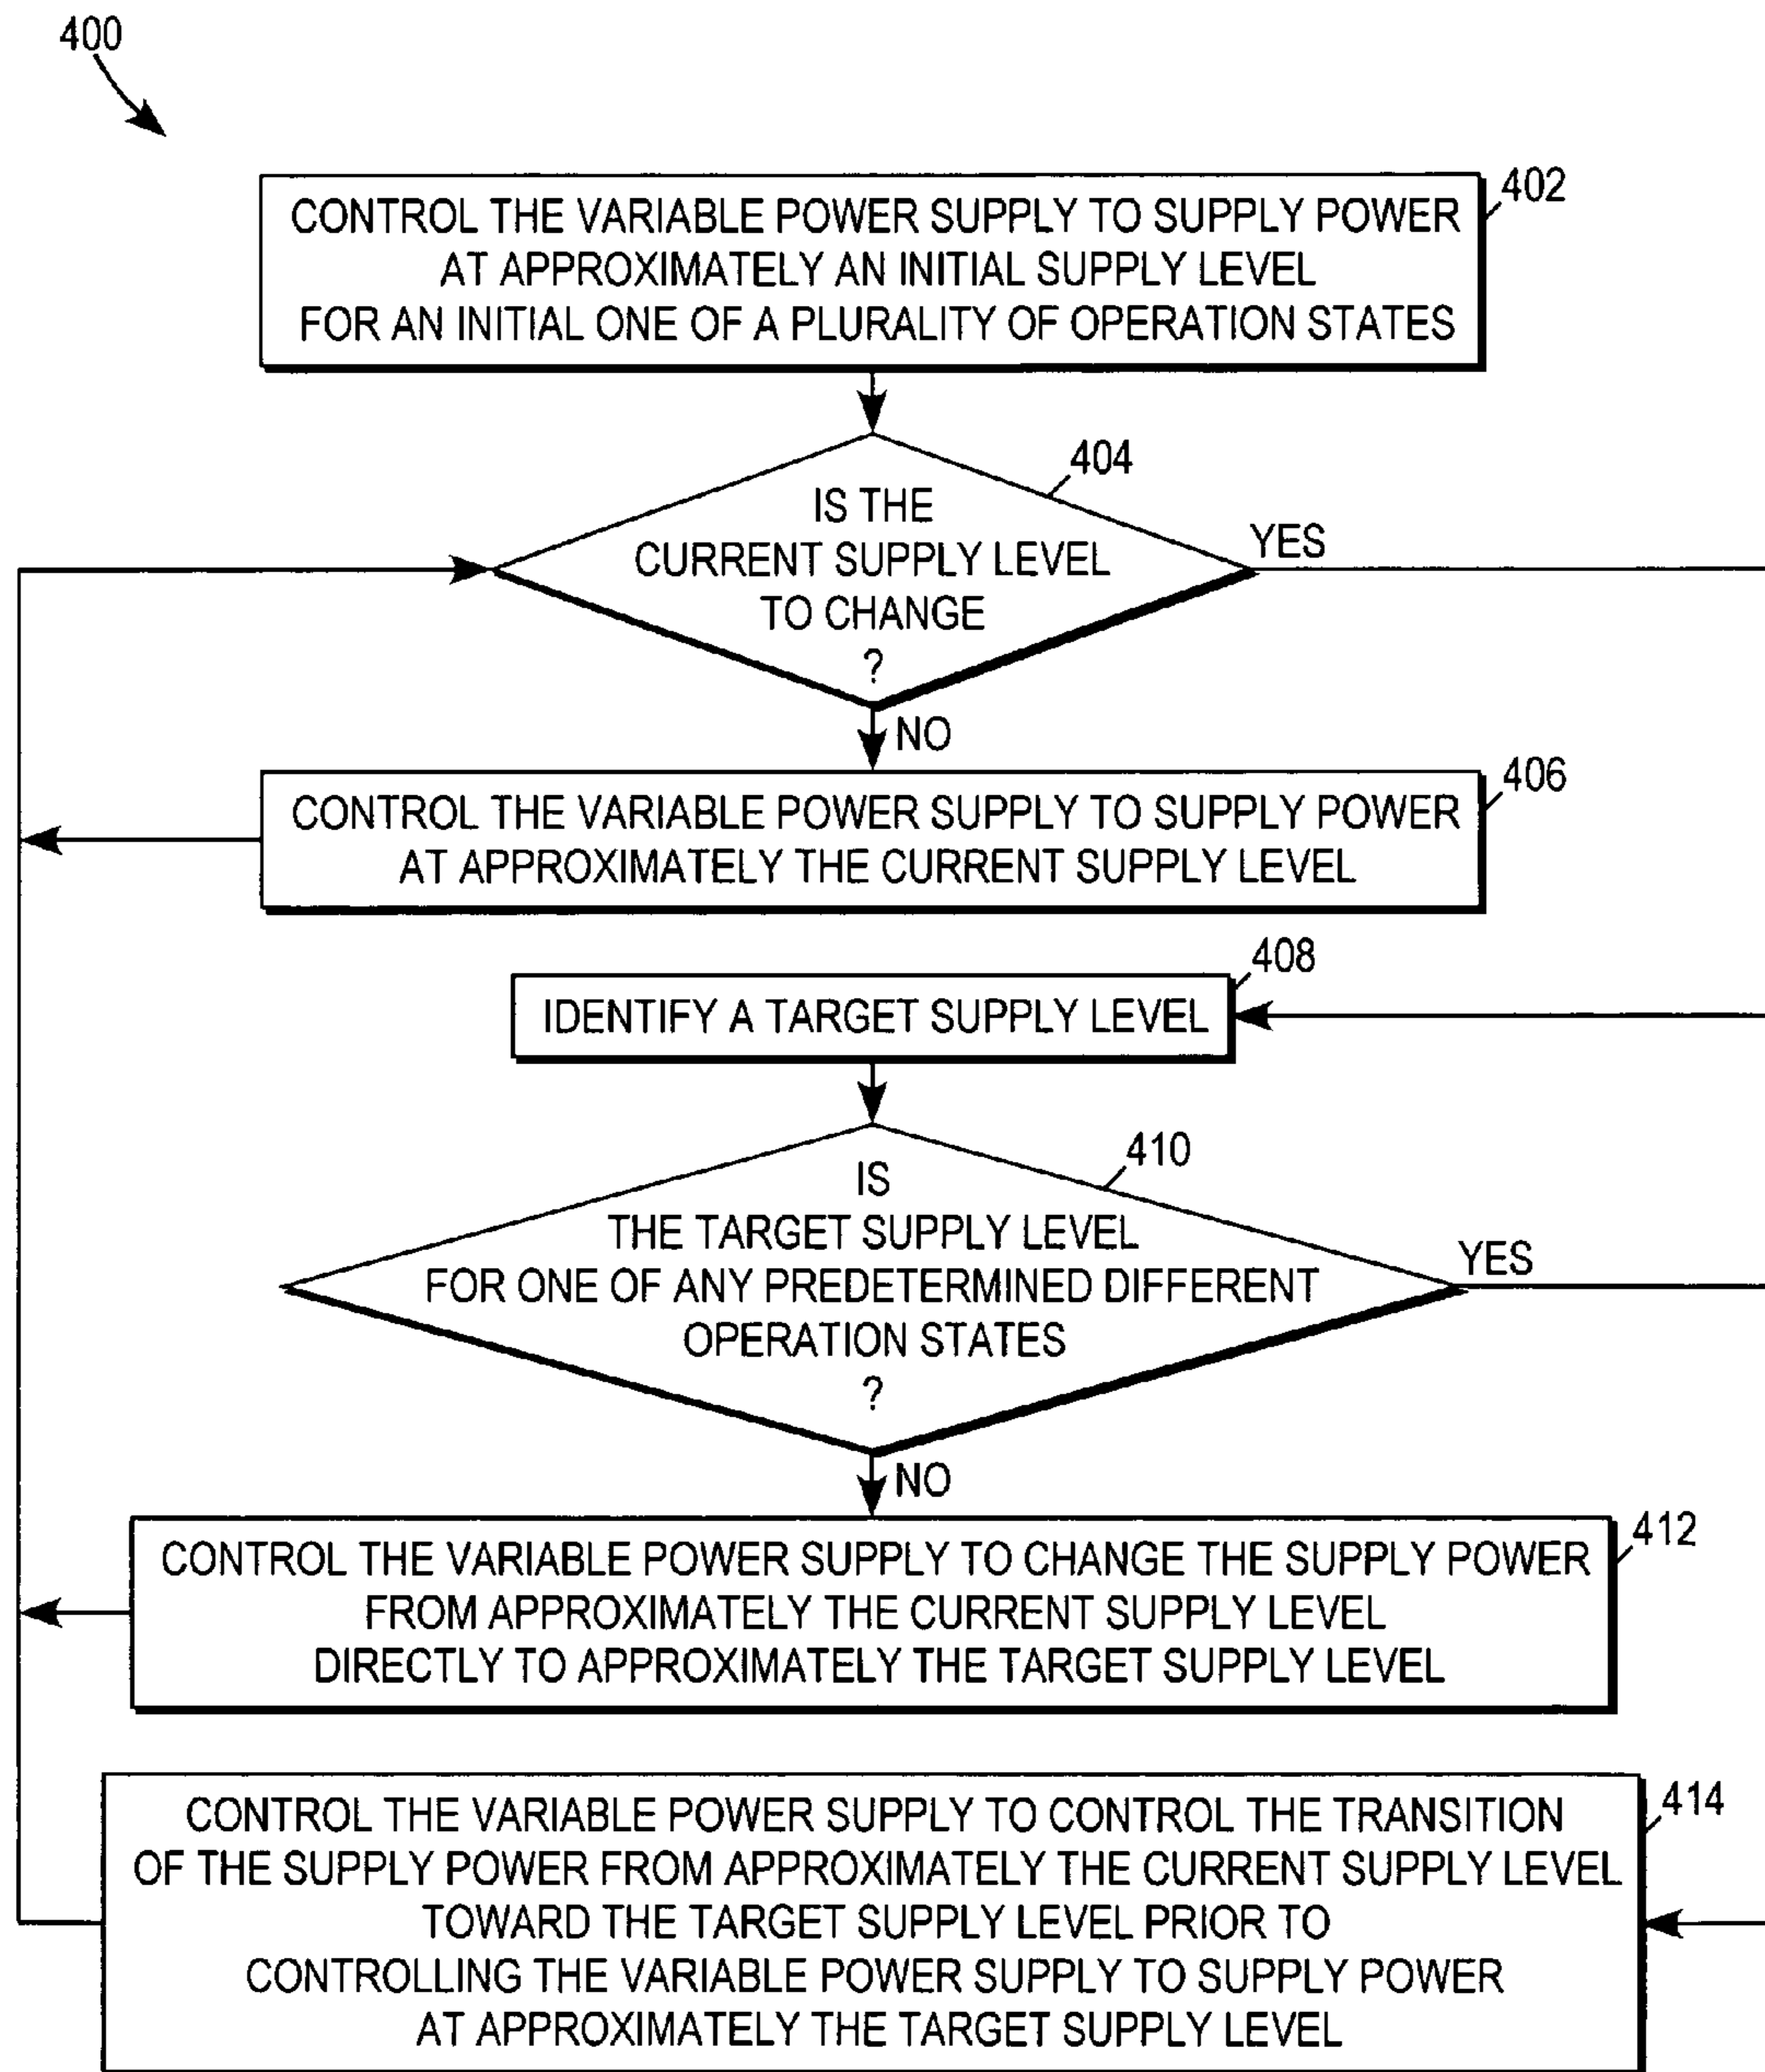 400
402
CONTROL THE VARIABLE POWER SUPPLY TO SUPPLY POWER
AT APPROXIMATELY AN INITIAL SUPPLY LEVEL
FOR AN INITIAL ONE OF A PLURALITY OF OPERATION STATES
404
IS THE
CURRENT SUPPLY LEVEL
TO CHANGE
?
YES
NO
406
CONTROL THE VARIABLE POWER SUPPLY TO SUPPLY POWER
AT APPROXIMATELY THE CURRENT SUPPLY LEVEL
408
IDENTIFY A TARGET SUPPLY LEVEL
410
IS
THE TARGET SUPPLY LEVEL
FOR ONE OF ANY PREDETERMINED DIFFERENT
OPERATION STATES
?
YES
NO
412
CONTROL THE VARIABLE POWER SUPPLY TO CHANGE THE SUPPLY POWER
FROM APPROXIMATELY THE CURRENT SUPPLY LEVEL
DIRECTLY TO APPROXIMATELY THE TARGET SUPPLY LEVEL
414
CONTROL THE VARIABLE POWER SUPPLY TO CONTROL THE TRANSITION
OF THE SUPPLY POWER FROM APPROXIMATELY THE CURRENT SUPPLY LEVEL
TOWARD THE TARGET SUPPLY LEVEL PRIOR TO
CONTROLLING THE VARIABLE POWER SUPPLY TO SUPPLY POWER
AT APPROXIMATELY THE TARGET SUPPLY LEVEL